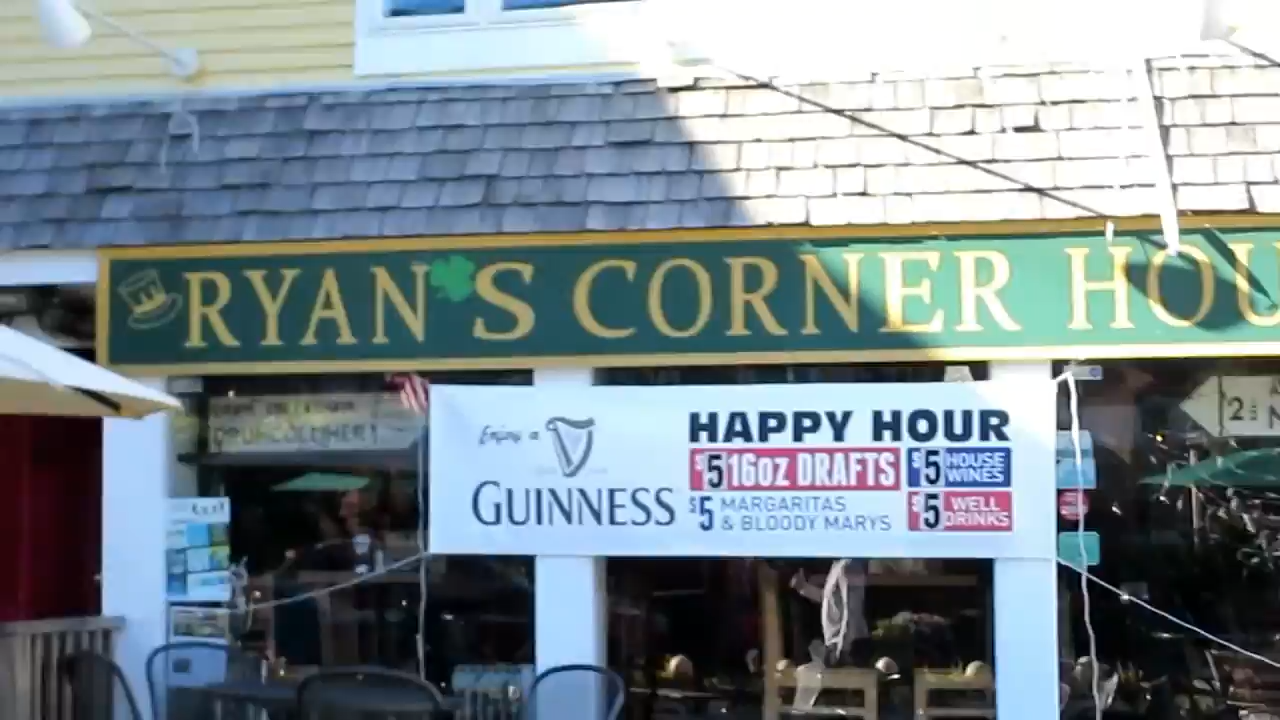 RYAN'S CORNER HOU
Enjoy a
GUINNESS
HAPPY HOUR
$5 16oz DRAFTS
$5 HOUSE WINES
$5 MARGARITAS
& BLOODY MARYS
$5 WELL DRINKS